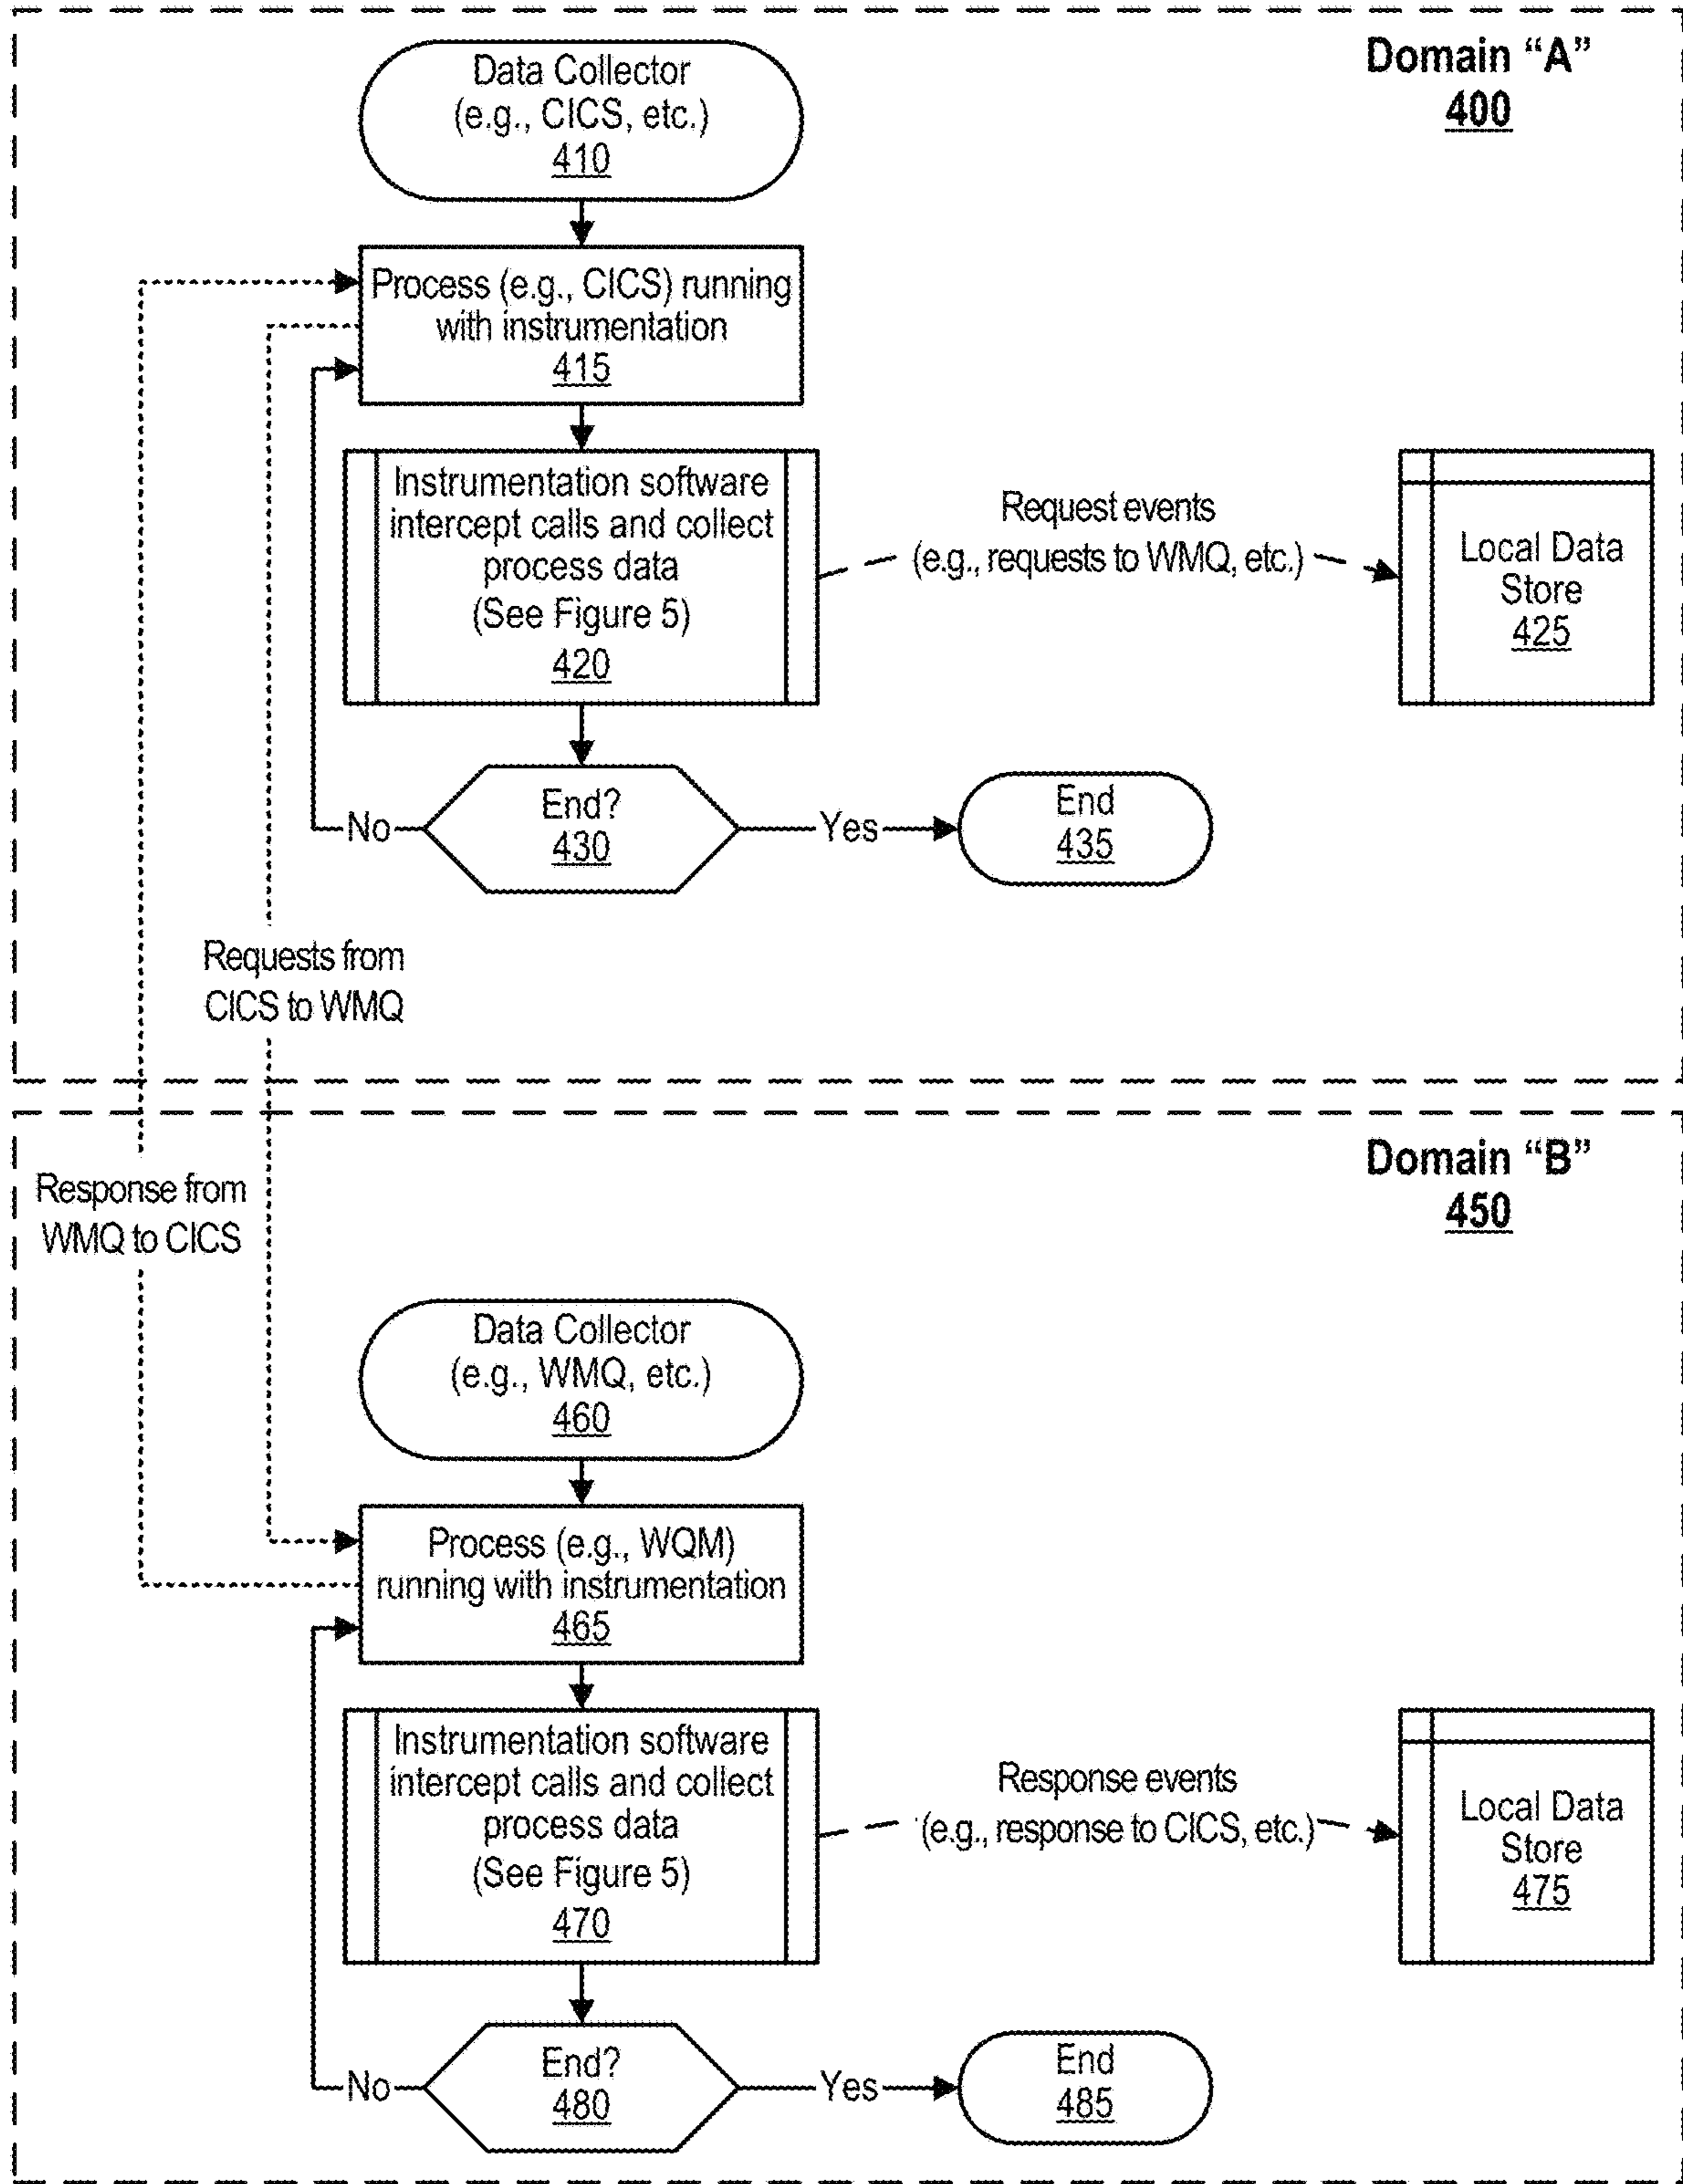 Domain “A”
400
Data Collector
(e.g., CICS, etc.)
410
Process (e.g., CICS) running
with instrumentation
415
Instrumentation software
intercept calls and collect
process data
(See Figure 5)
420
Request events
(e.g., requests to WMQ, etc.)
Local Data
Store
425
No
End?
430
Yes
End
435
Requests from
CICS to WMQ
Domain “B”
450
Response from
WMQ to CICS
Data Collector
(e.g., WMQ, etc.)
460
Process (e.g., WQM)
running with instrumentation
465
Instrumentation software
intercept calls and collect
process data
(See Figure 5)
470
Response events
(e.g., response to CICS, etc.)
Local Data
Store
475
No
End?
480
Yes
End
485